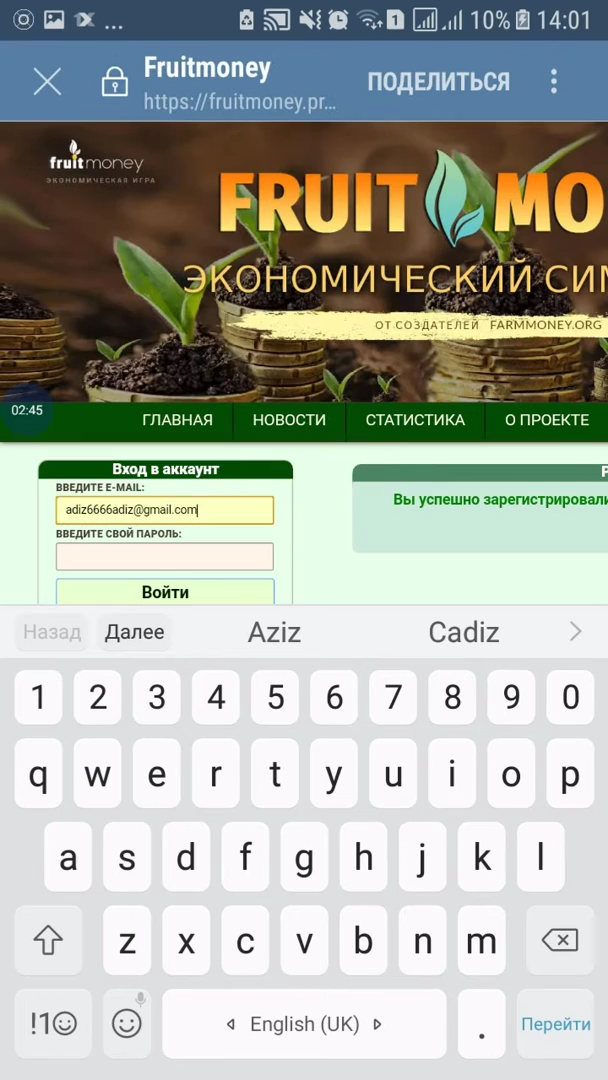 10% 14:01
Fruitmoney
https://fruitmoney.pr...
ПОДЕЛИТЬСЯ
fruitmoney
ЭКОНОМИЧЕСКАЯ ИГРА
FRUIT MO
ЭКОНОМИЧЕСКИЙ СИМ
ОТ СОЗДАТЕЛЕЙ FARMMONEY.ORG
02:45
ГЛАВНАЯ НОВОСТИ СТАТИСТИКА О ПРОЕКТЕ
Вход в аккаунт
ВВЕДИТЕ E-MAIL:
adiz6666adiz@gmail.com
ВВЕДИТЕ СВОЙ ПАРОЛЬ:
Войти
Р
Вы успешно зарегистрировали
Назад Далее Aziz Cadiz
1 2 3 4 5 6 7 8 9 0
q w e r t y u i o p
a s d f g h j k l
z x c v b n m
!1☺ English (UK) . Перейти